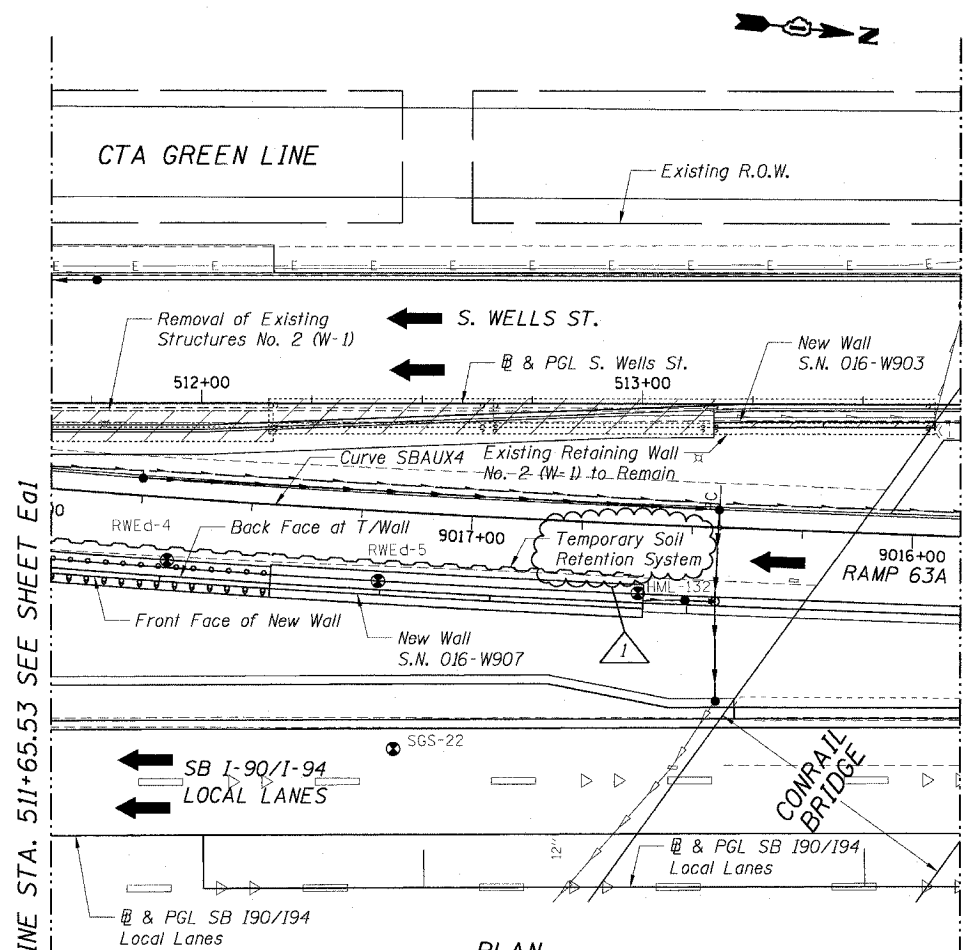 N
CTA GREEN LINE
Existing R.O.W.
E E E E E E E E E E E
Removal of Existing
Structures No. 2 (W-1)
S. WELLS ST.
New Wall
S.N. 016-W903
℄ & PGL S. Wells St.
512+00
513+00
Curve SBAUX4
Existing Retaining Wall
No. 2 (W-1) to Remain
RWEd-4
Back Face at T/Wall
9017+00
RWEd-5
Temporary Soil
Retention System
9016+00
RAMP 63A
HML-132
Front Face of New Wall
New Wall
S.N. 016-W907
1
SGS-22
SB I-90/I-94
LOCAL LANES
CONRAIL
BRIDGE
12"
℄ & PGL SB I90/I94
Local Lanes
℄ & PGL SB I90/I94
Local Lanes
PLAN
INE STA. 511+65.53 SEE SHEET Ea1